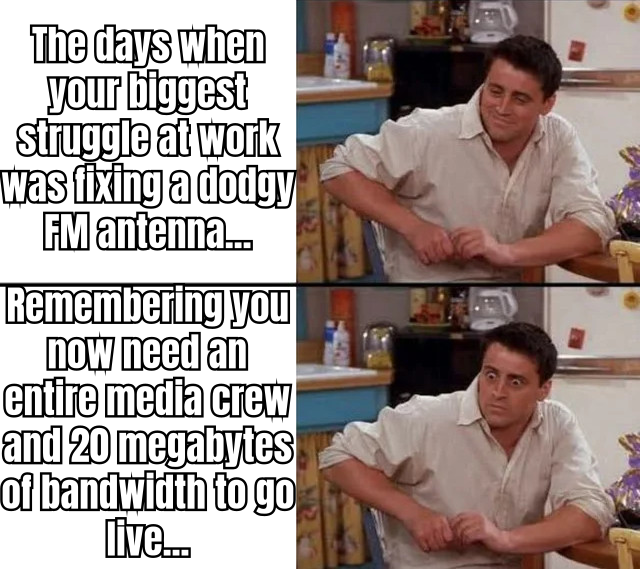 The days when
your biggest
struggle at work
was fixing a dodgy
FM antenna...
Remembering you
now need an
entire media crew
and 20 megabytes
of bandwidth to go
live...